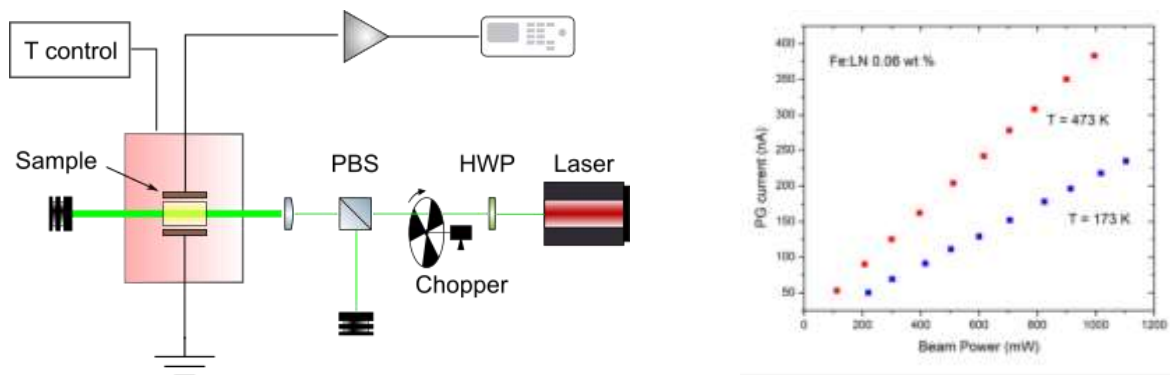 T control
Sample
PBS
HWP
Laser
Chopper
PG current (nA)
400
350
300
250
200
150
100
50
Fe:LN 0.06 wt %
T = 473 K
T = 173 K
0
200
400
600
800
1000
1200
Beam Power (mW)